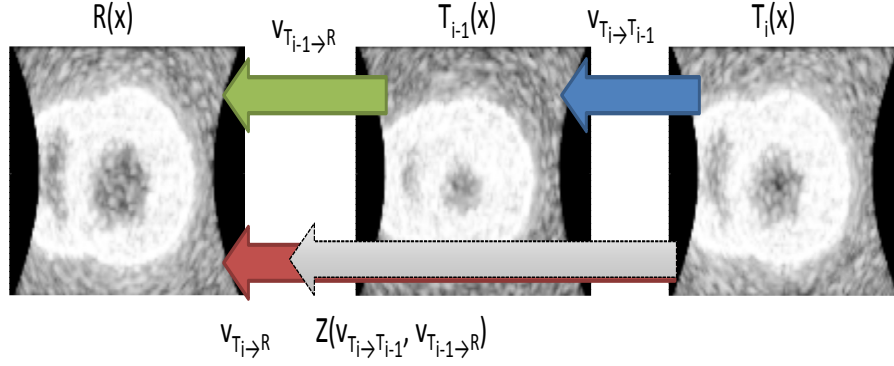 R(x) T_{i-1}(x) T_i(x)
v_{T_{i-1}→R} v_{T_i→T_{i-1}}
v_{T_i→R} Z(v_{T_i→T_{i-1}}, v_{T_{i-1}→R})